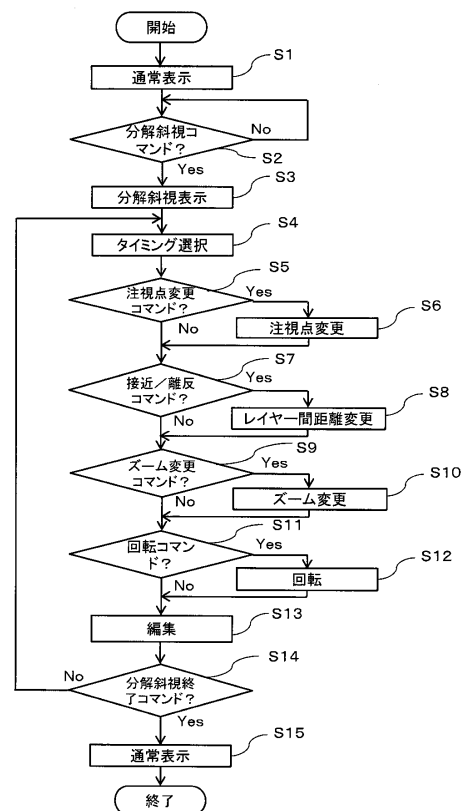 開始
S1
通常表示
分解斜視コ
マンド?
No
S2
Yes
S3
分解斜視表示
S4
タイミング選択
S5
注視点変更
コマンド?
Yes
S6
No
注視点変更
S7
接近/離反
コマンド?
Yes
S8
No
レイヤー間距離変更
S9
ズーム変更
コマンド?
Yes
S10
No
ズーム変更
S11
回転コマン
ド?
Yes
S12
No
回転
S13
編集
S14
No
分解斜視終
了コマンド?
Yes
S15
通常表示
終了